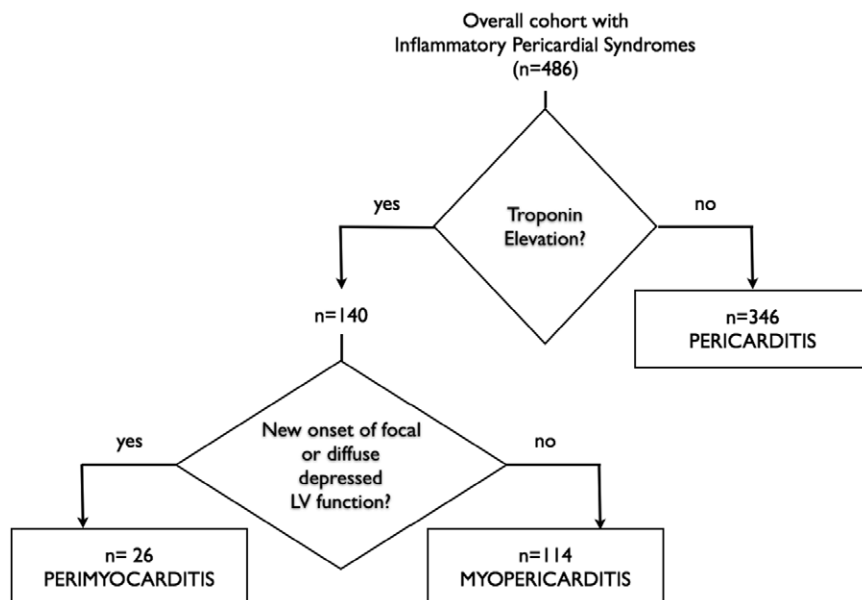 Overall cohort with
Inflammatory Pericardial Syndromes
(n=486)
yes
Troponin
Elevation?
no
n=140
n=346
PERICARDITIS
yes
New onset of focal
or diffuse
depressed
LV function?
no
n= 26
PERIMYOCARDITIS
n=114
MYOPERICARDITIS